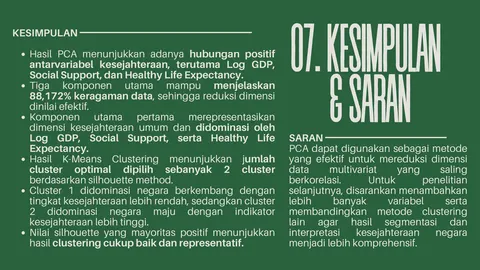 KESIMPULAN
• Hasil PCA menunjukkan adanya hubungan positif
antarvariabel kesejahteraan, terutama Log GDP,
Social Support, dan Healthy Life Expectancy.
• Tiga komponen utama mampu menjelaskan
88,172% keragaman data, sehingga reduksi dimensi
dinilai efektif.
• Komponen utama pertama merepresentasikan
dimensi kesejahteraan umum dan didominasi oleh
Log GDP, Social Support, serta Healthy Life
Expectancy.
• Hasil K-Means Clustering menunjukkan jumlah
cluster optimal dipilih sebanyak 2 cluster
berdasarkan silhouette method.
• Cluster 1 didominasi negara berkembang dengan
tingkat kesejahteraan lebih rendah, sedangkan cluster
2 didominasi negara maju dengan indikator
kesejahteraan lebih tinggi.
• Nilai silhouette yang mayoritas positif menunjukkan
hasil clustering cukup baik dan representatif.
07. KESIMPULAN
& SARAN
SARAN
PCA dapat digunakan sebagai metode
yang efektif untuk mereduksi dimensi
data multivariat yang saling
berkorelasi. Untuk penelitian
selanjutnya, disarankan menambahkan
lebih banyak variabel serta
membandingkan metode clustering
lain agar hasil segmentasi dan
interpretasi kesejahteraan negara
menjadi lebih komprehensif.